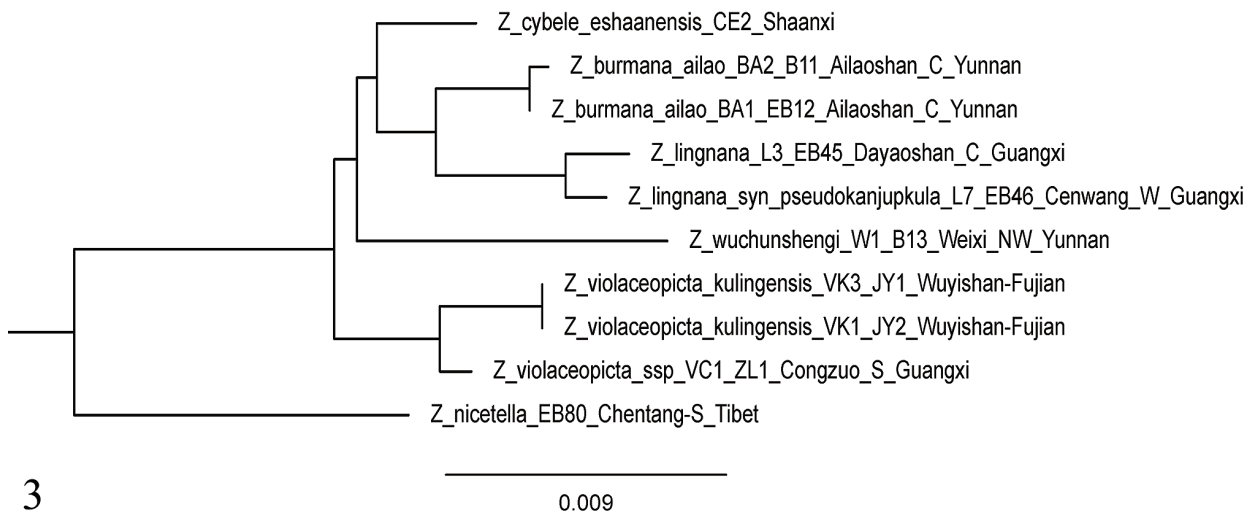 Z_cybele_eshaanensis_CE2_Shaanxi
Z_burmana_ailao_BA2_B11_Ailaoshan_C_Yunnan
Z_burmana_ailao_BA1_EB12_Ailaoshan_C_Yunnan
Z_lingnana_L3_EB45_Dayaoshan_C_Guangxi
Z_lingnana_syn_pseudokanjupkula_L7_EB46_Cenwang_W_Guangxi
Z_wuchunshengi_W1_B13_Weixi_NW_Yunnan
Z_violaceopicta_kulingensis_VK3_JY1_Wuyishan-Fujian
Z_violaceopicta_kulingensis_VK1_JY2_Wuyishan-Fujian
Z_violaceopicta_ssp_VC1_ZL1_Congzuo_S_Guangxi
Z_nicetella_EB80_Chentang-S_Tibet
0.009
3